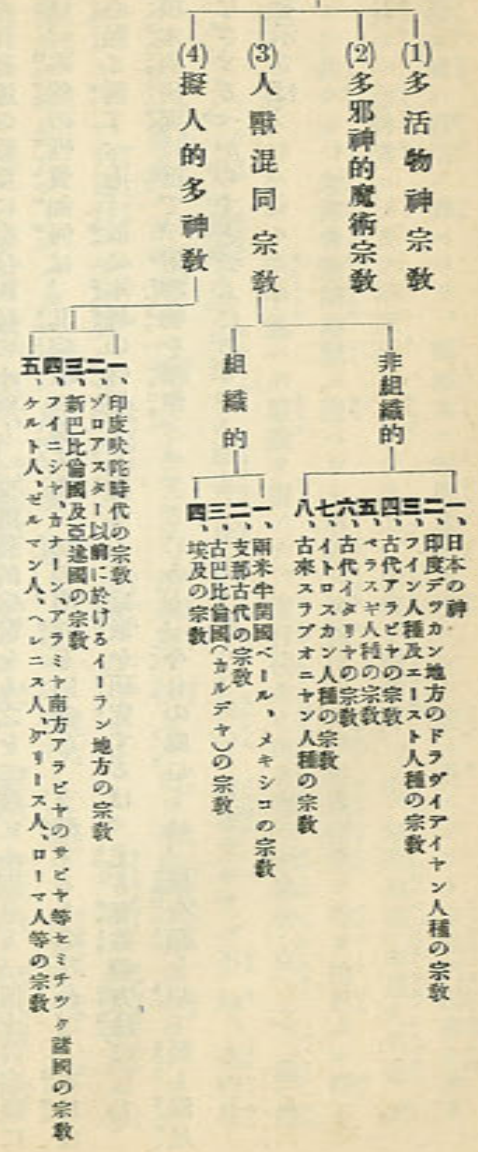 (1)多活物神宗教
(2)多邪神的魔術宗教
(3)人獸混同宗教
非組織的
一、日本の神
二、印度デツカン地方のドラヴイデイヤン人種の宗教
三、フイン人種及エースト人種の宗教
四、古代アラビヤの宗教
五、ペラスギ人種の宗教
六、古代イタリヤの宗教
七、イトロスカン人種の宗教
八、古來スラブオニヤン人種の宗教
組織的
一、兩米半開國ペール、メキシコの宗教
二、支那古代の宗教
三、古巴比倫國(カルデヤ)の宗教
四、埃及の宗教
(4)擬人的多神教
一、印度吠陀時代の宗教
二、ゾロアスター以前に於けるイーラン地方の宗教
三、新巴比倫國及亞述國の宗教
四、フイニシヤ、カナーン、アラミヤ南方アラビヤのサビヤ等セミチツク諸國の宗教
五、ケルト人、ゼルマン人、ヘレニス人、グリース人、ローマ人等の宗教